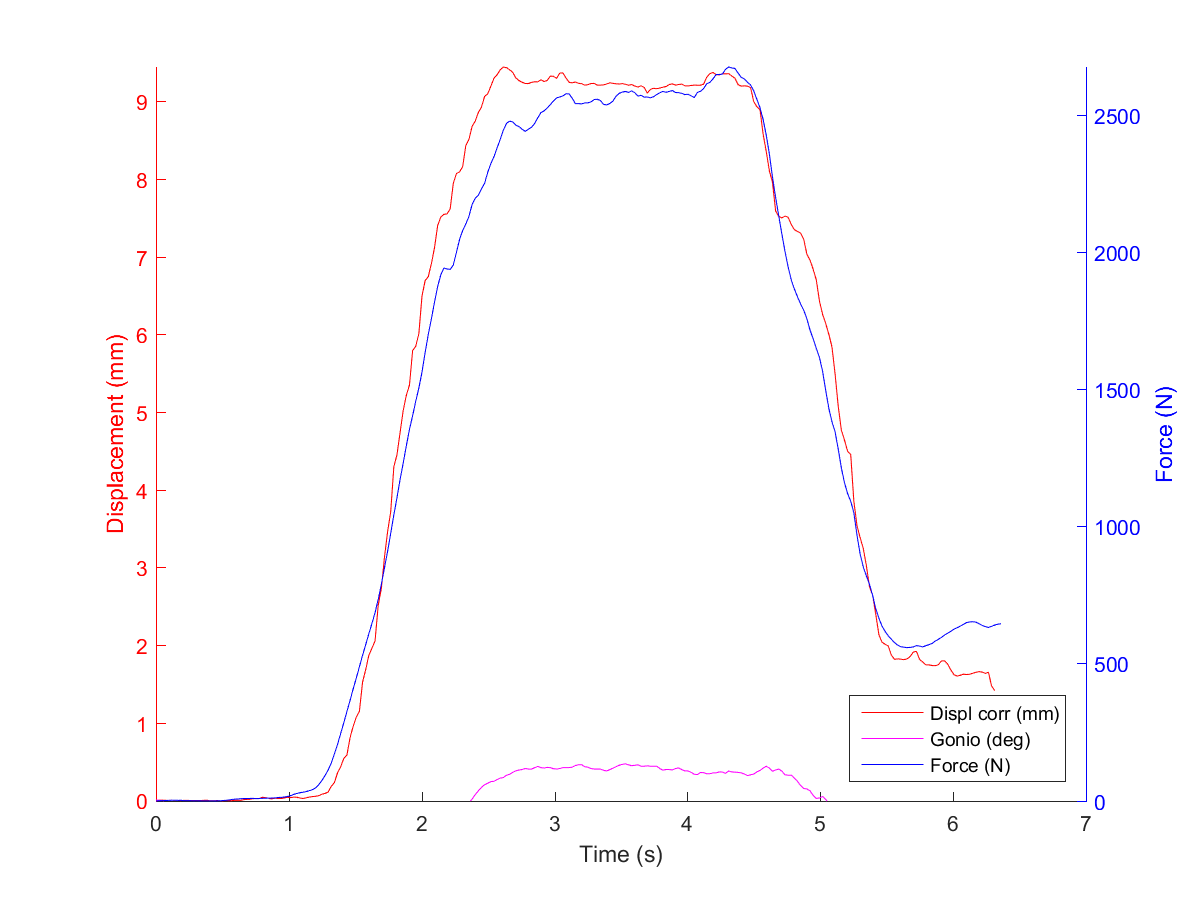 Displacement (mm)
9
8
7
6
5
4
3
2
1
0
2500
2000
1500
1000
500
0
Force (N)
Displ corr (mm)
Gonio (deg)
Force (N)
0 1 2 3 4 5 6 7
Time (s)